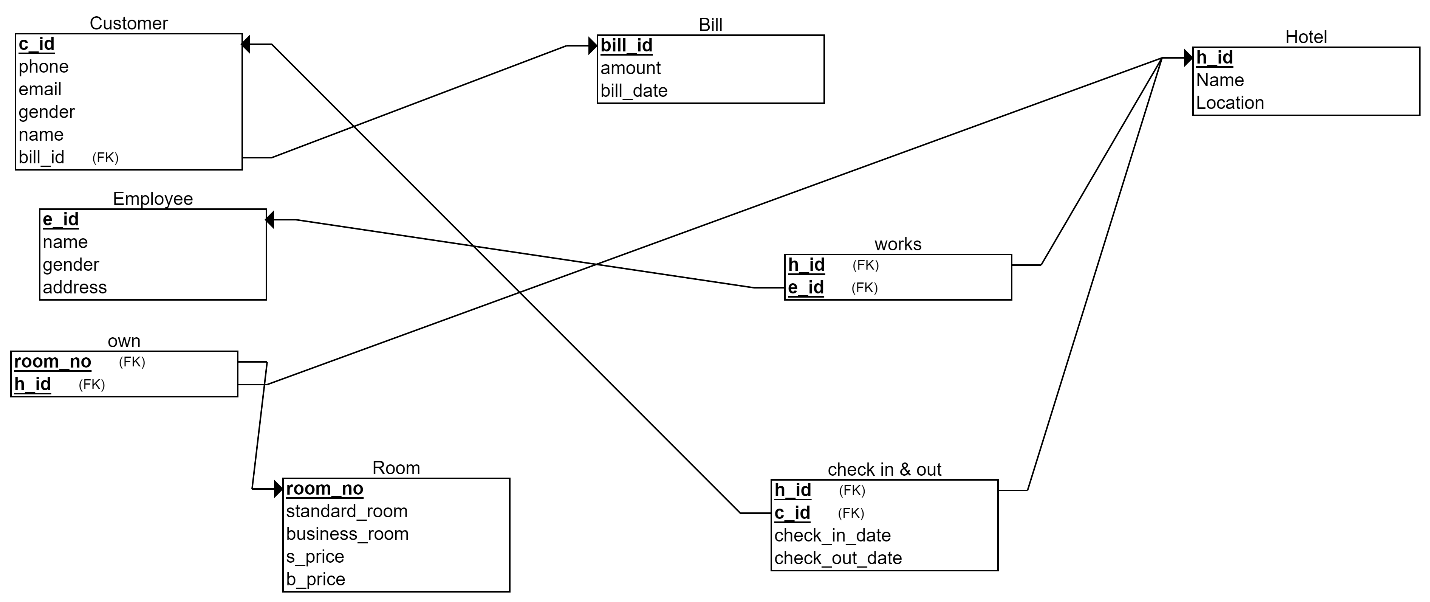 Customer
c_id
phone
email
gender
name
bill_id (FK)
Bill
bill_id
amount
bill_date
Hotel
h_id
Name
Location
Employee
e_id
name
gender
address
works
h_id (FK)
e_id (FK)
own
room_no (FK)
h_id (FK)
Room
room_no
standard_room
business_room
s_price
b_price
check in & out
h_id (FK)
c_id (FK)
check_in_date
check_out_date